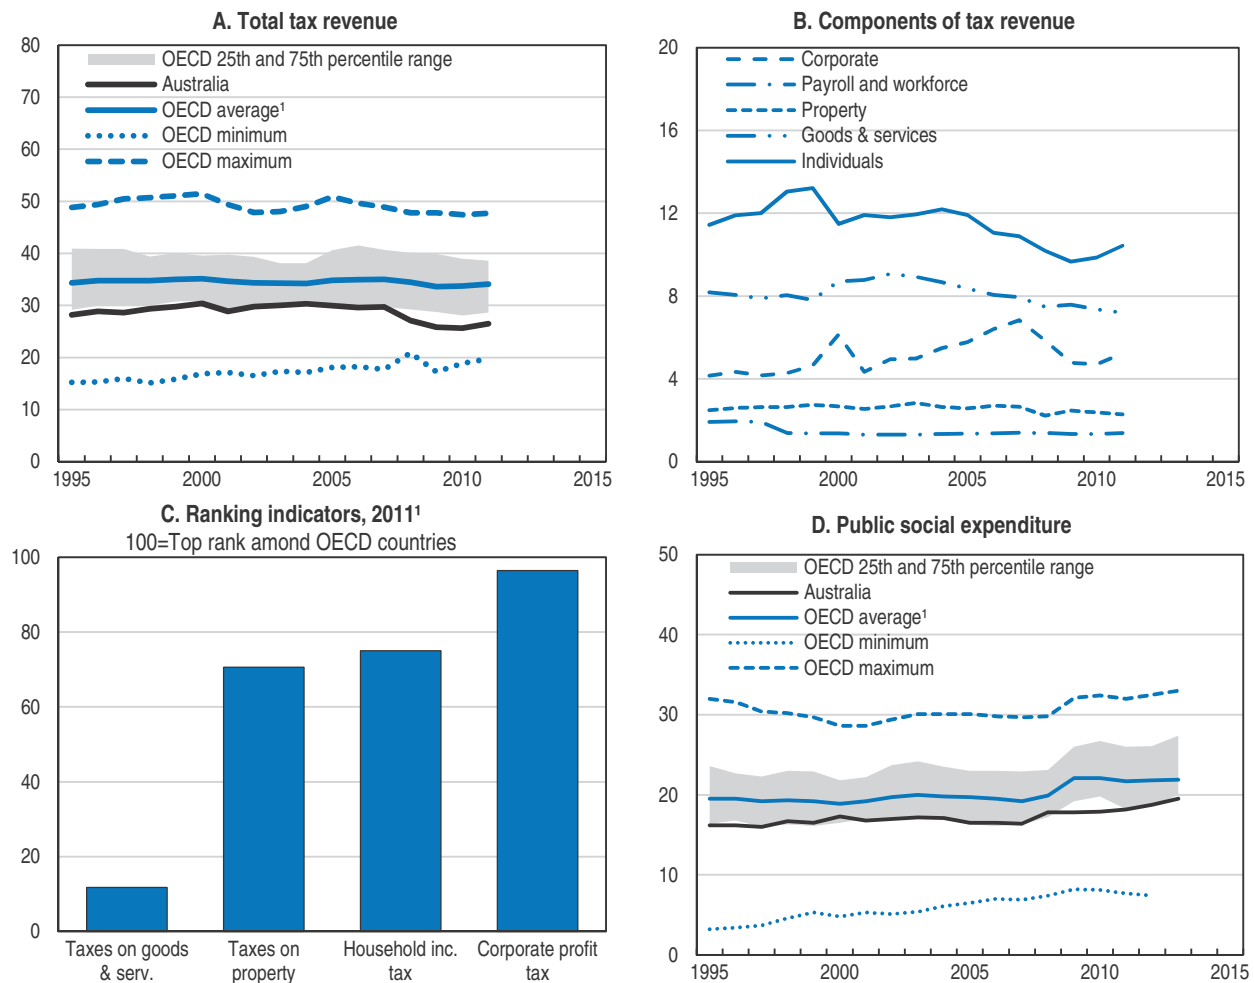 A. Total tax revenue
80
70
60
50
40
30
20
10
0
OECD 25th and 75th percentile range
Australia
OECD average¹
OECD minimum
OECD maximum
1995
2000
2005
2010
2015
B. Components of tax revenue
20
16
12
8
4
0
Corporate
Payroll and workforce
Property
Goods & services
Individuals
1995
2000
2005
2010
2015
C. Ranking indicators, 2011¹
100=Top rank among OECD countries
100
80
60
40
20
0
Taxes on goods
& serv.
Taxes on
property
Household inc.
tax
Corporate profit
tax
D. Public social expenditure
50
40
30
20
10
0
OECD 25th and 75th percentile range
Australia
OECD average¹
OECD minimum
OECD maximum
1995
2000
2005
2010
2015